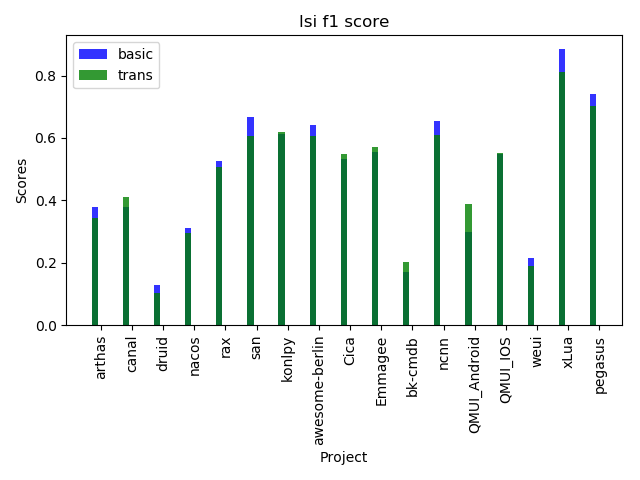 lsi f1 score
basic
trans
Scores
0.8
0.6
0.4
0.2
0.0
arthas
canal
druid
nacos
rax
san
konlpy
awesome-berlin
Cica
Emmagee
bk-cmdb
ncnn
QMUI_Android
QMUI_IOS
weui
xLua
pegasus
Project